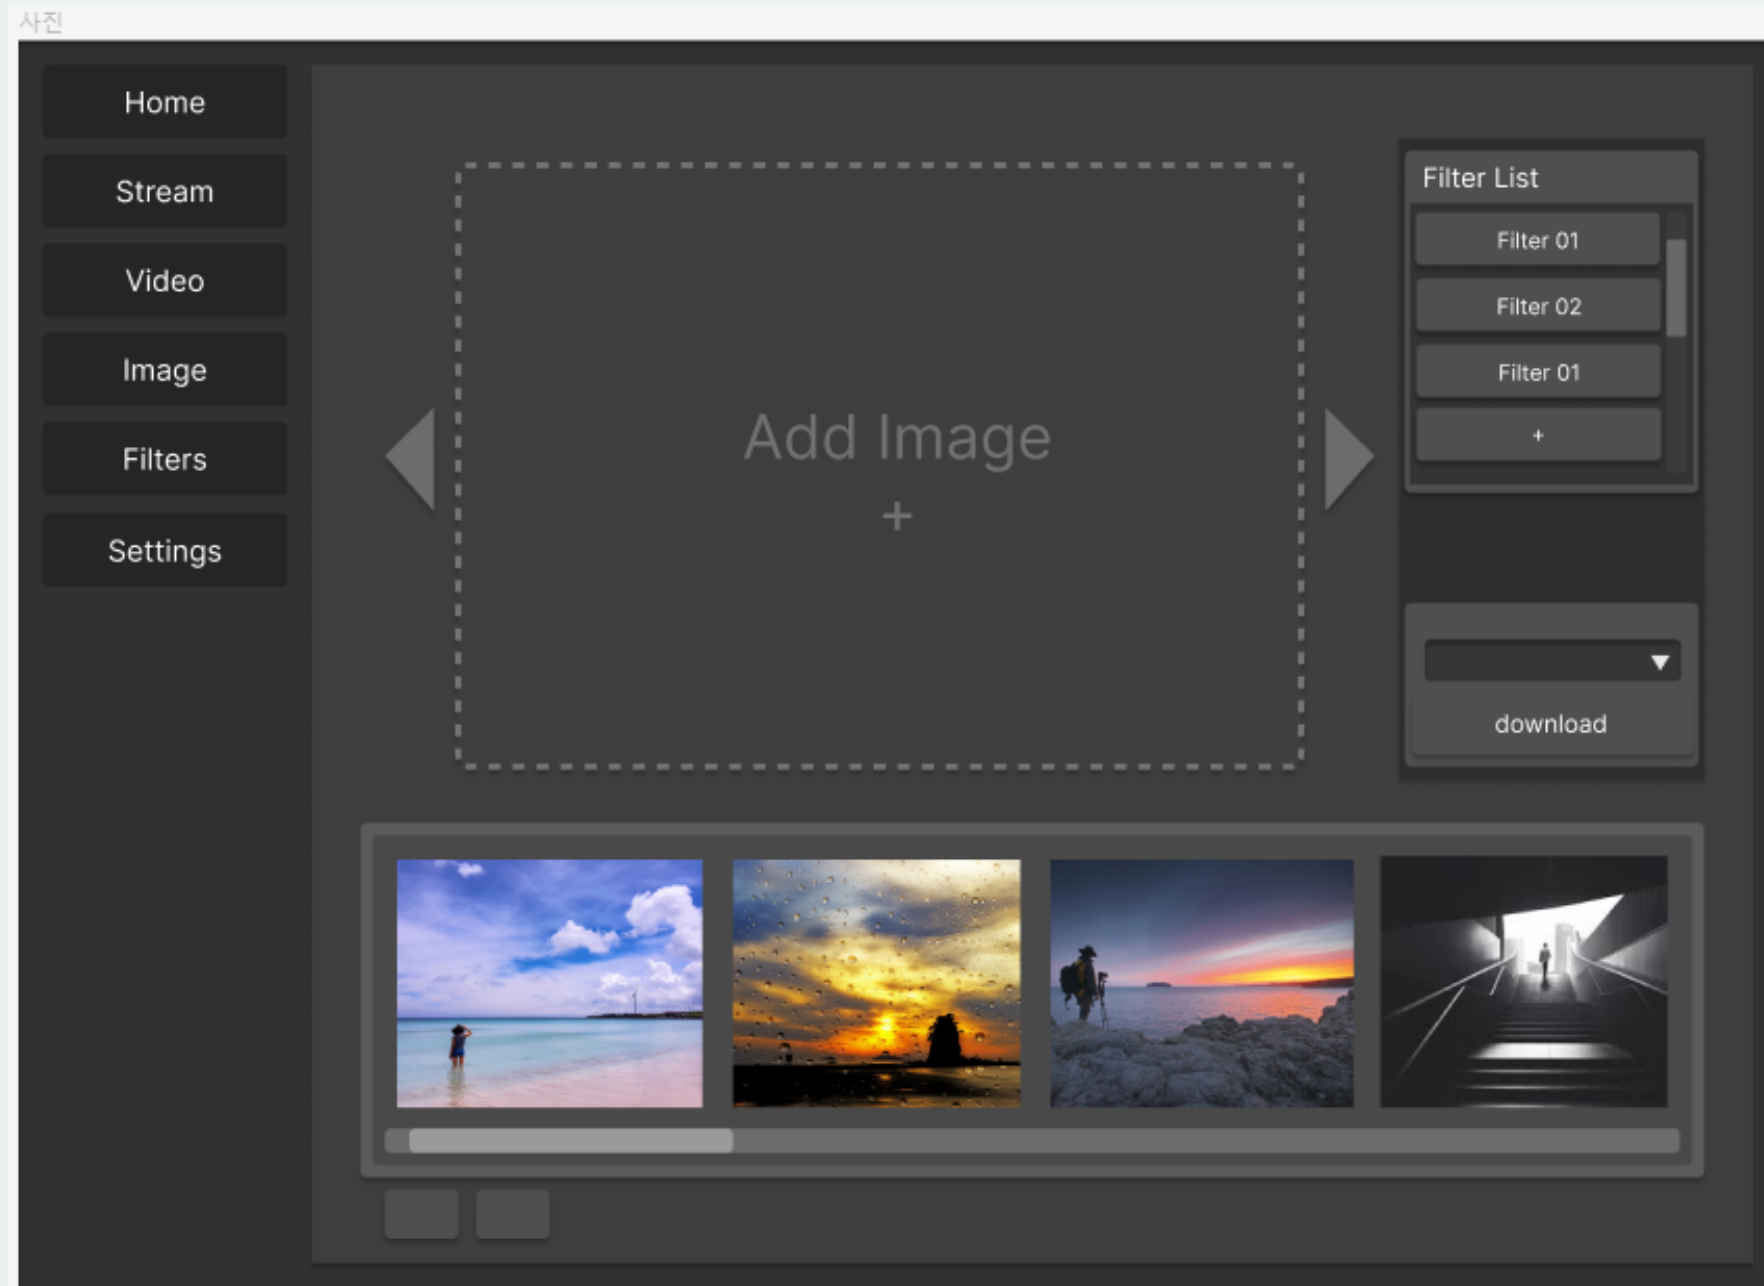 사진
Home
Stream
Video
Image
Filters
Settings
Add Image
+
Filter List
Filter 01
Filter 02
Filter 01
+
download